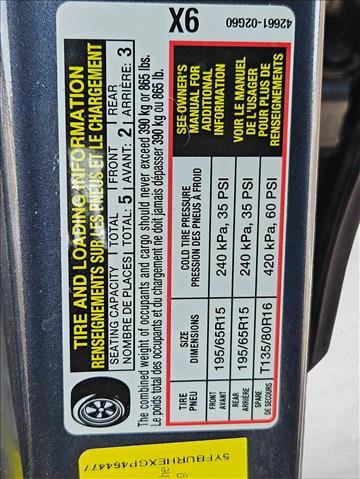 X6
42661-02G60
TIRE AND LOADING INFORMATION
RENSEIGNEMENTS SUR LES PNEUS ET LE CHARGEMENT
SEATING CAPACITY TOTAL 5 FRONT 2 REAR 3
NOMBRE DE PLACES TOTAL: AVANT: ARRIÈRE:
The combined weight of occupants and cargo should never exceed 390 kg or 865 lbs.
Le poids total des occupants et du chargement ne doit jamais dépasser 390 kg ou 865 lb.
TIRE
PNEU
SIZE
DIMENSIONS
COLD TIRE PRESSURE
PRESSION DES PNEUS À FROID
SEE OWNER'S
MANUAL FOR
ADDITIONAL
INFORMATION
FRONT
AVANT
195/65R15
240 kPa, 35 PSI
REAR
ARRIÈRE
195/65R15
240 kPa, 35 PSI
SPARE
DE SECOURS
T135/80R16
420 kPa, 60 PSI
VOIR LE MANUEL
DE L'USAGER
POUR PLUS DE
RENSEIGNEMENTS
5YFBURHEXGP464477